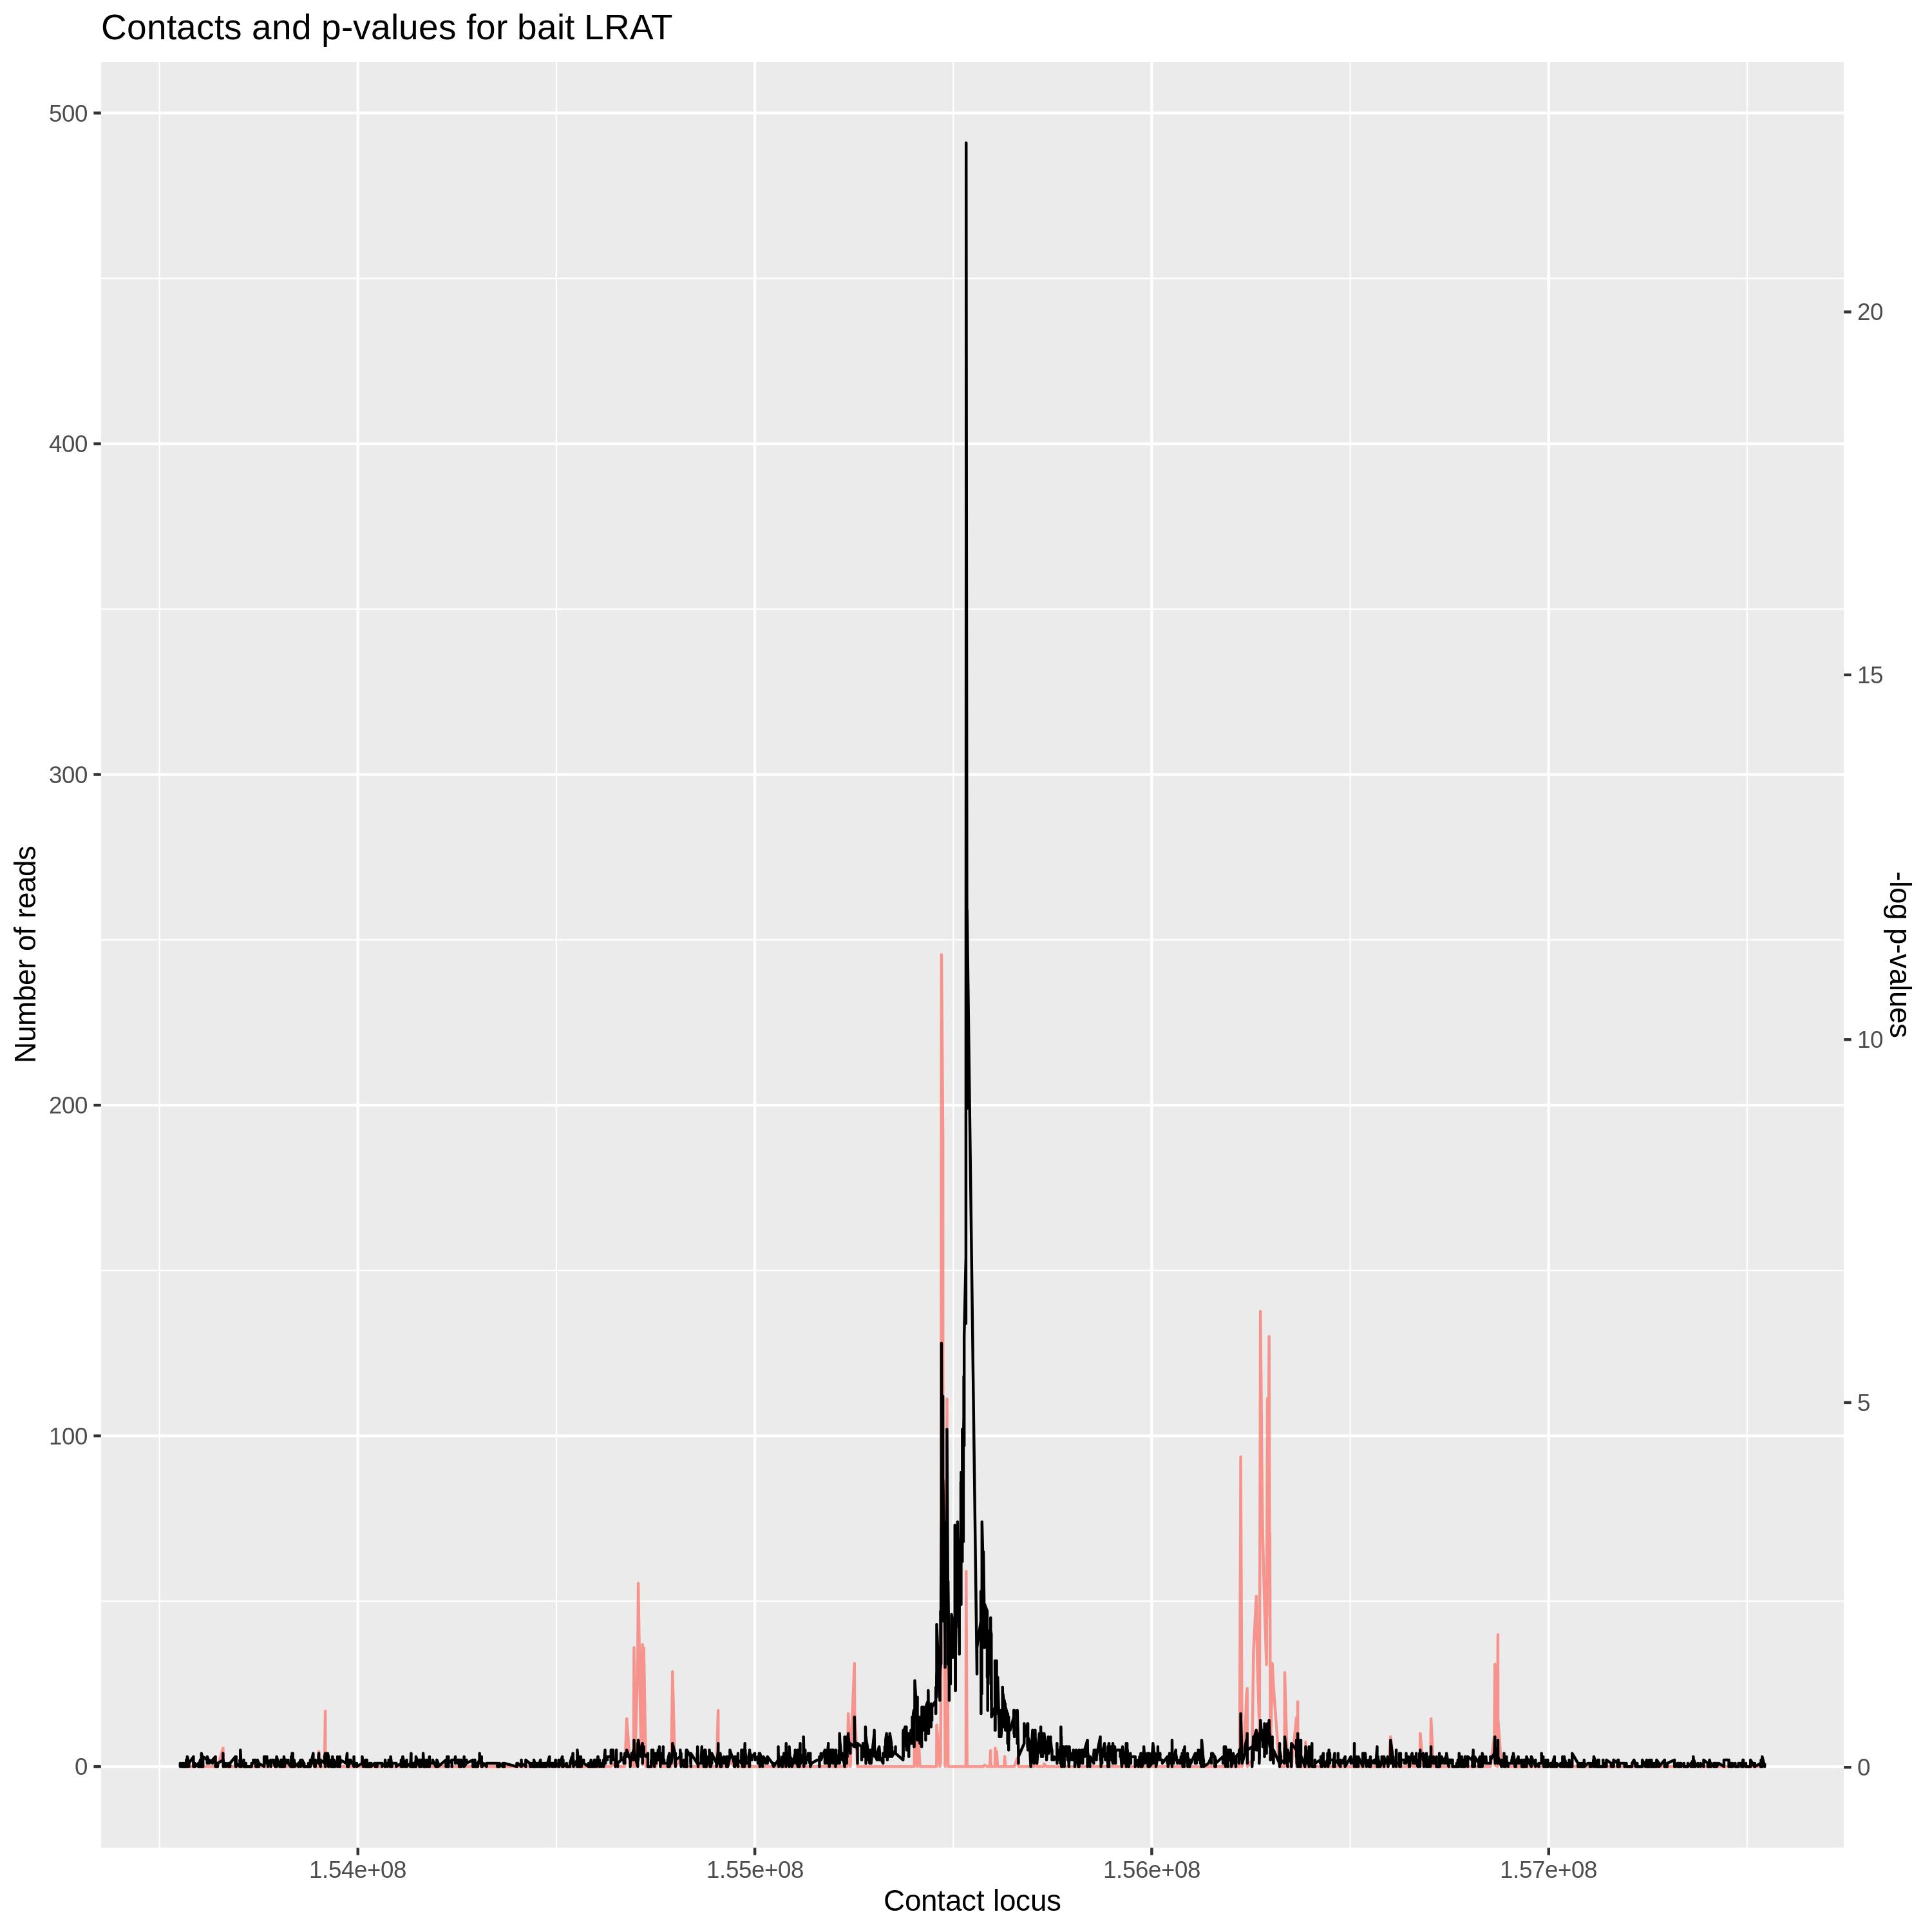 Contacts and p-values for bait LRAT
500
400
300
200
100
0
Number of reads
20
15
10
5
0
-log p-values
1.54e+08 1.55e+08 1.56e+08 1.57e+08
Contact locus